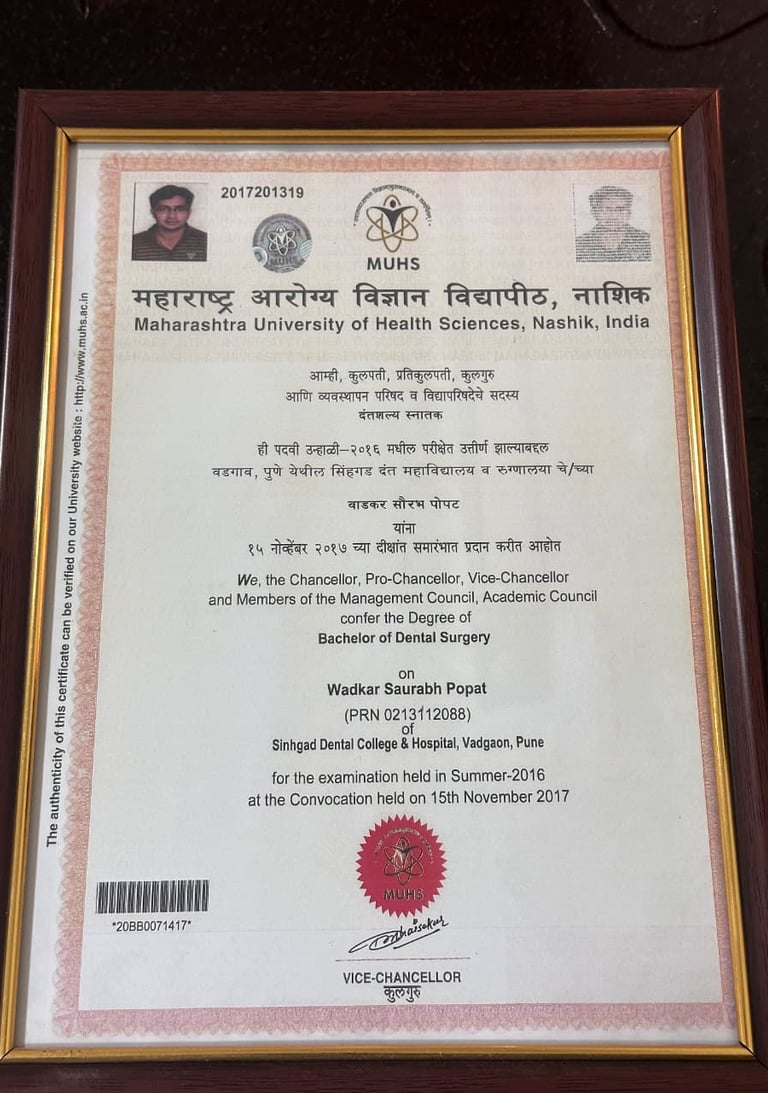 2017201319
MUHS
MUHS
महाराष्ट्र आरोग्य विज्ञान विद्यापीठ, नाशिक
Maharashtra University of Health Sciences, Nashik, India
आम्ही, कुलपती, प्रतिकुलपती, कुलगुरु
आणि व्यवस्थापन परिषद व विद्यापरिषदेचे सदस्य
दंतशल्य स्नातक
ही पदवी उन्हाळी-२०१६ मधील परीक्षेत उत्तीर्ण झाल्याबद्दल
वडगाव, पुणे येथील सिंहगड दंत महाविद्यालय व रुग्णालया चे/च्या
वाडकर सौरभ पोपट
यांना
१५ नोव्हेंबर २०१७ च्या दीक्षांत समारंभात प्रदान करीत आहोत
We, the Chancellor, Pro-Chancellor, Vice-Chancellor
and Members of the Management Council, Academic Council
confer the Degree of
Bachelor of Dental Surgery
on
Wadkar Saurabh Popat
(PRN 0213112088)
of
Sinhgad Dental College & Hospital, Vadgaon, Pune
for the examination held in Summer-2016
at the Convocation held on 15th November 2017
MUHS
*20BB0071417*
VICE-CHANCELLOR
कुलगुरु
The authenticity of this certificate can be verified on our University website : http://www.muhs.ac.in